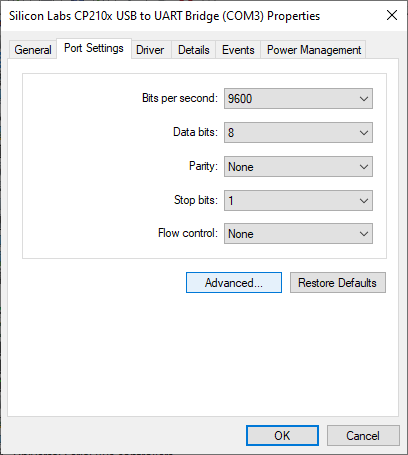 Silicon Labs CP210x USB to UART Bridge (COM3) Properties
General Port Settings Driver Details Events Power Management
Bits per second: 9600
Data bits: 8
Parity: None
Stop bits: 1
Flow control: None
Advanced... Restore Defaults
OK Cancel